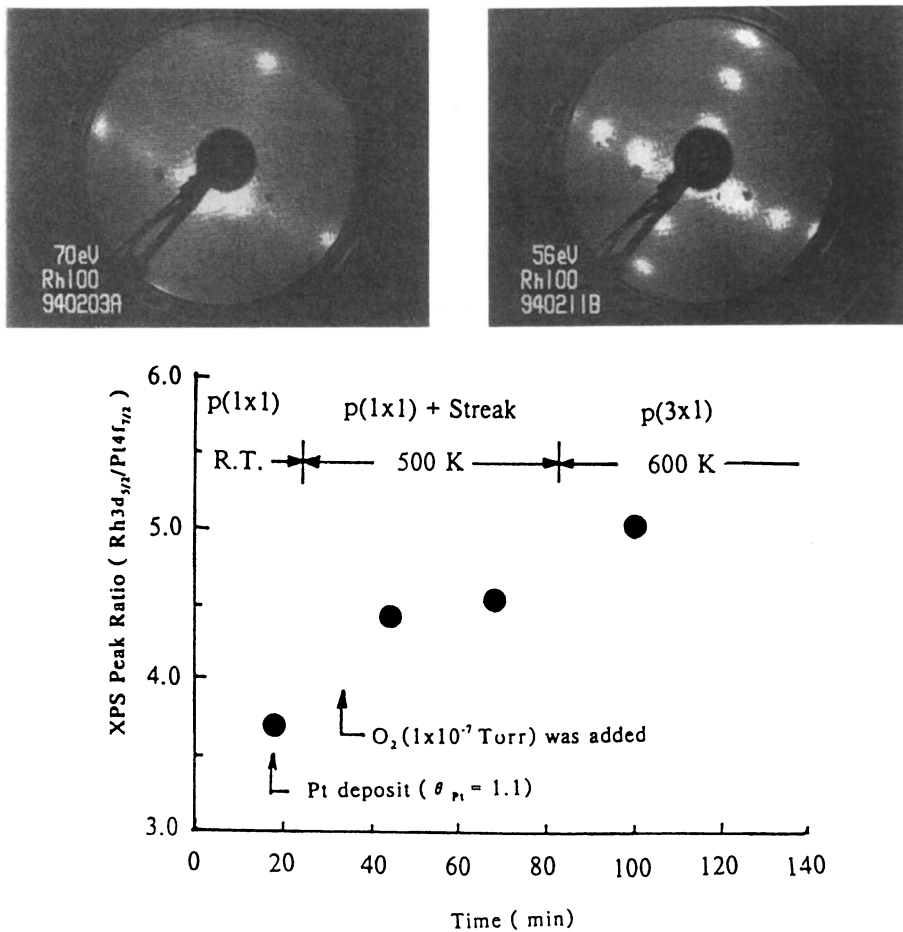 70eV
Rh100
940203A
56eV
Rh100
940211B
XPS Peak Ratio ( Rh3d5/2/Pt4f7/2 )
6.0
5.0
4.0
3.0
p(1x1)
p(1x1) + Streak
p(3x1)
R.T.
500 K
600 K
O2 (1x10-7 Torr) was added
Pt deposit ( θ Pt = 1.1 )
0
20
40
60
80
100
120
140
Time ( min)